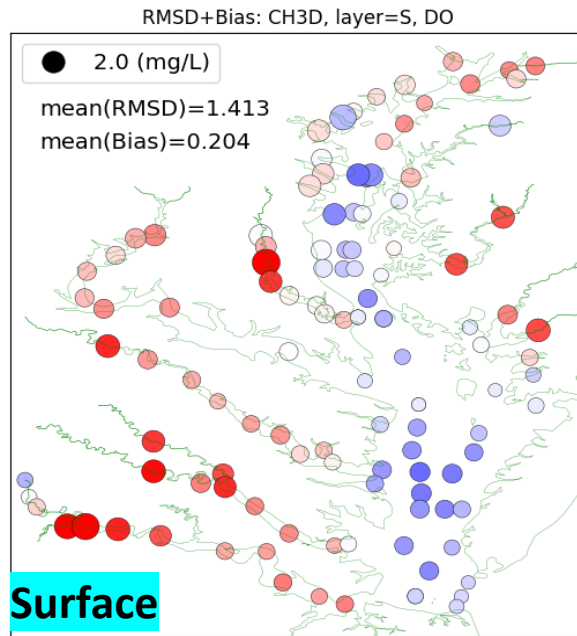 RMSD+Bias: CH3D, layer=S, DO
2.0 (mg/L)
mean(RMSD)=1.413
mean(Bias)=0.204
Surface